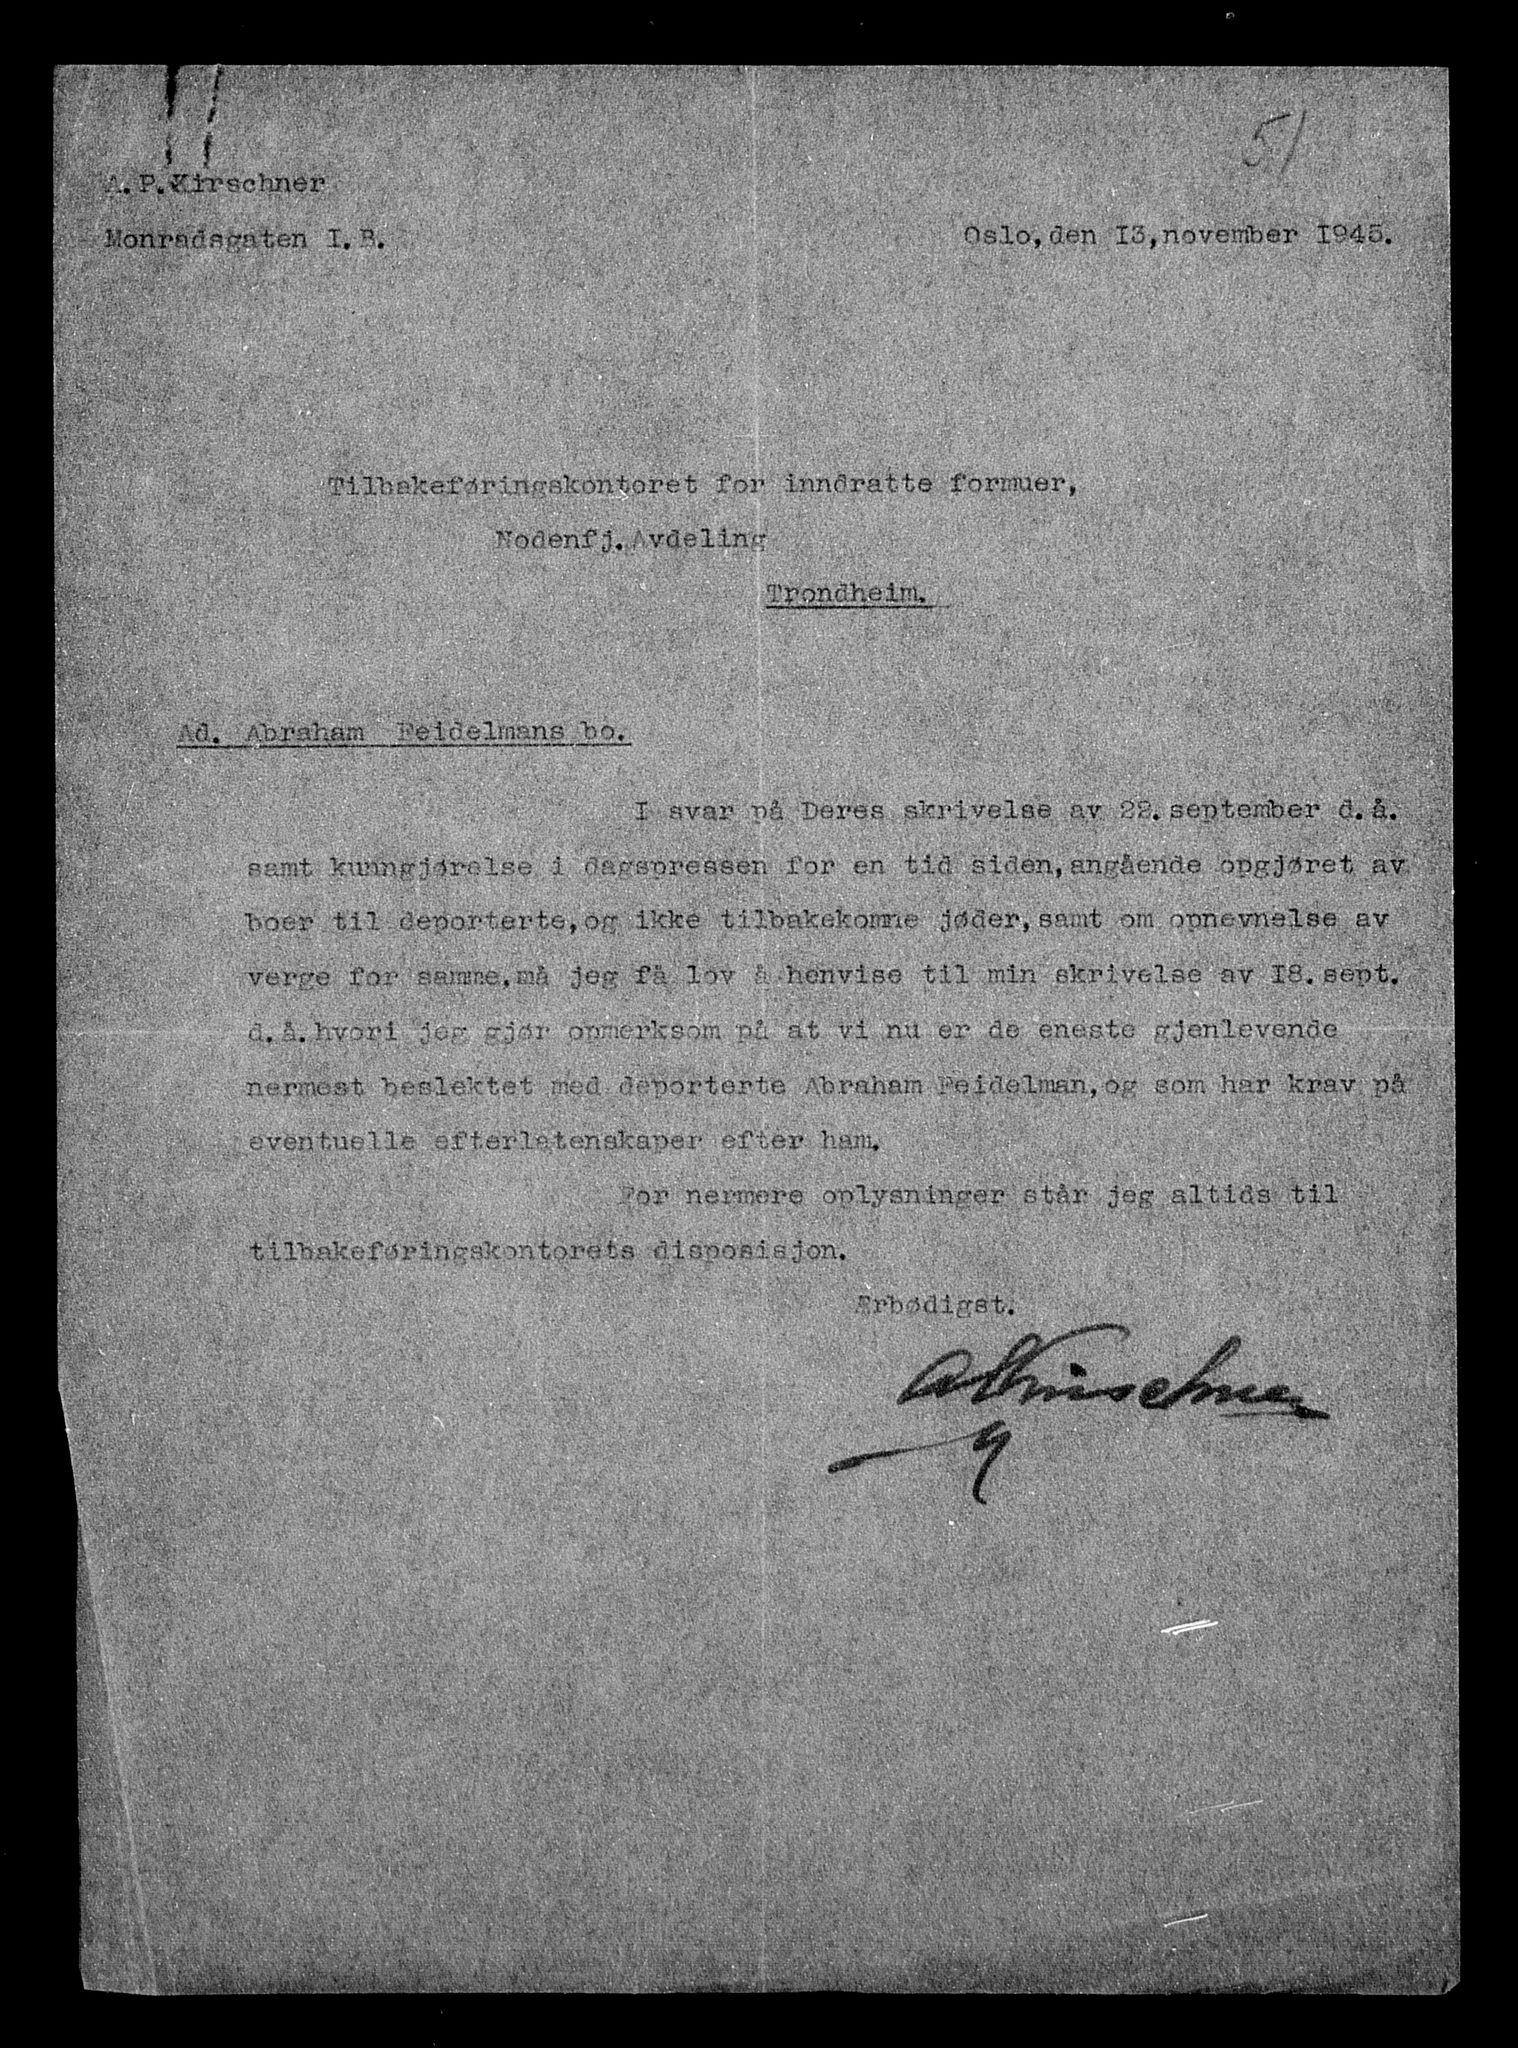 51
A. P. Kirschner
Monradsgaten I. B.
Oslo, den 13, november 1945.
Tilbakeføringskontoret for inndratte formuer,
Nodenfj. Avdeling
Trondheim.
Ad. Abraham Feidelmans bo.
I svar på Deres skrivelse av 22. september d. å.
samt kunngjørelse i dagspressen for en tid siden, angående opgjøret av
boer til deporterte, og ikke tilbakekomne jøder, samt om opnevnelse av
verge for samme, må jeg få lov å henvise til min skrivelse av 18. sept.
d. å. hvori jeg gjør opmerksom på at vi nu er de eneste gjenlevende
nermest beslektet med deporterte Abraham Feidelman, og som har krav på
eventuelle efterletenskaper efter ham.
For nermere oplysninger står jeg altids til
tilbakeføringskontorets disposisjon.
Ærbødigst.
A Kirschner